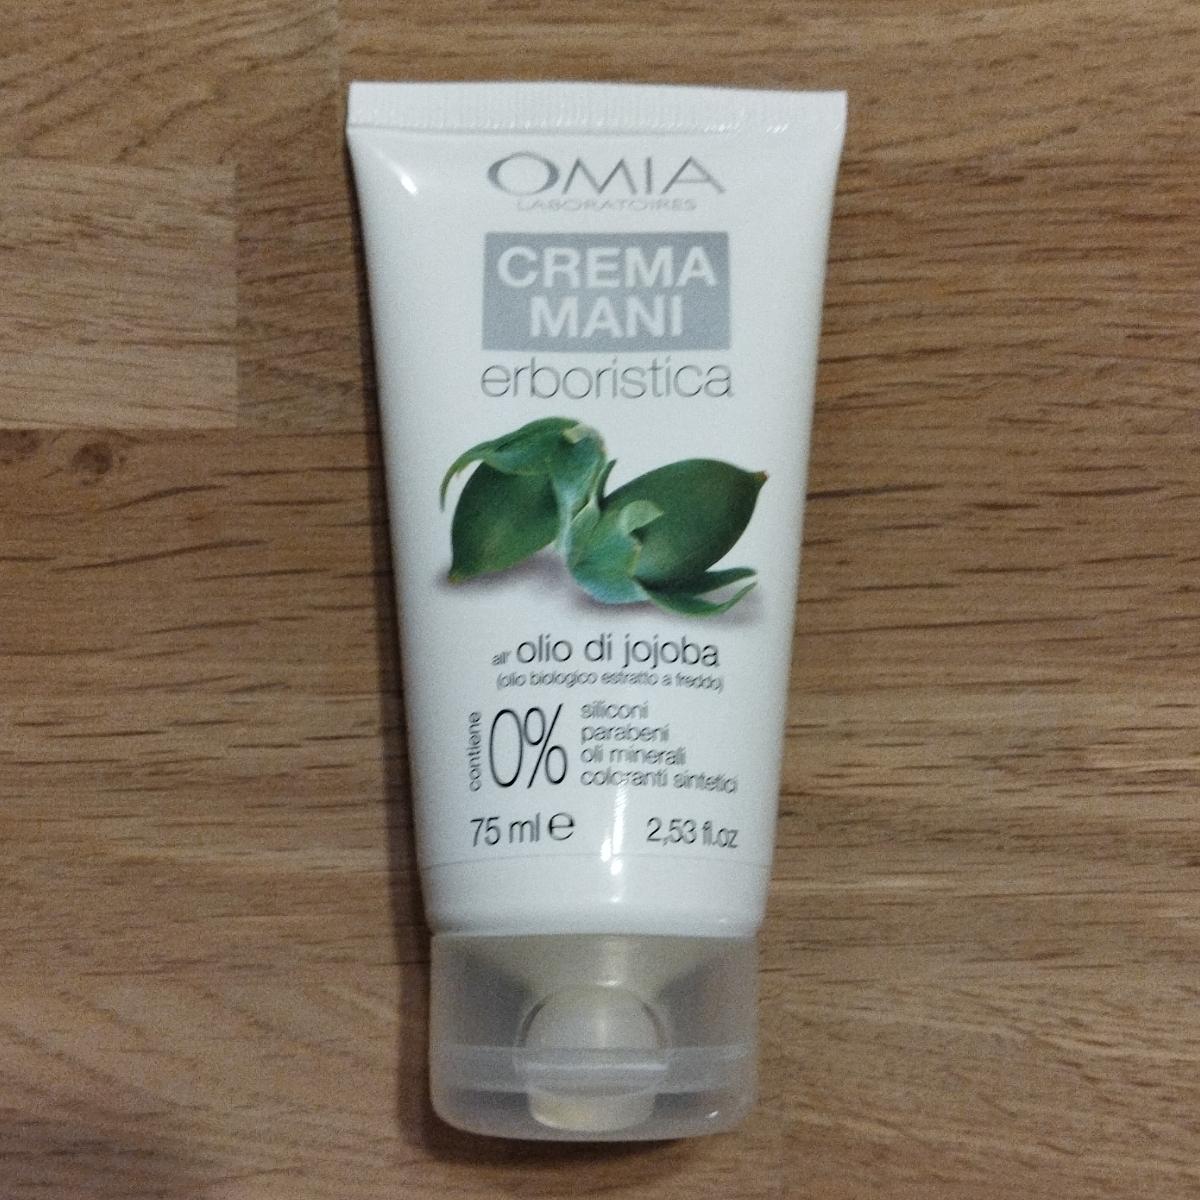 OMIA
LABORATOIRES
CREMA
MANI
erboristica
all' olio di jojoba
(olio biologico estratto a freddo)
contiene 0% siliconi
parabeni
oli minerali
coloranti sintetici
75 ml ℮ 2,53 fl.oz